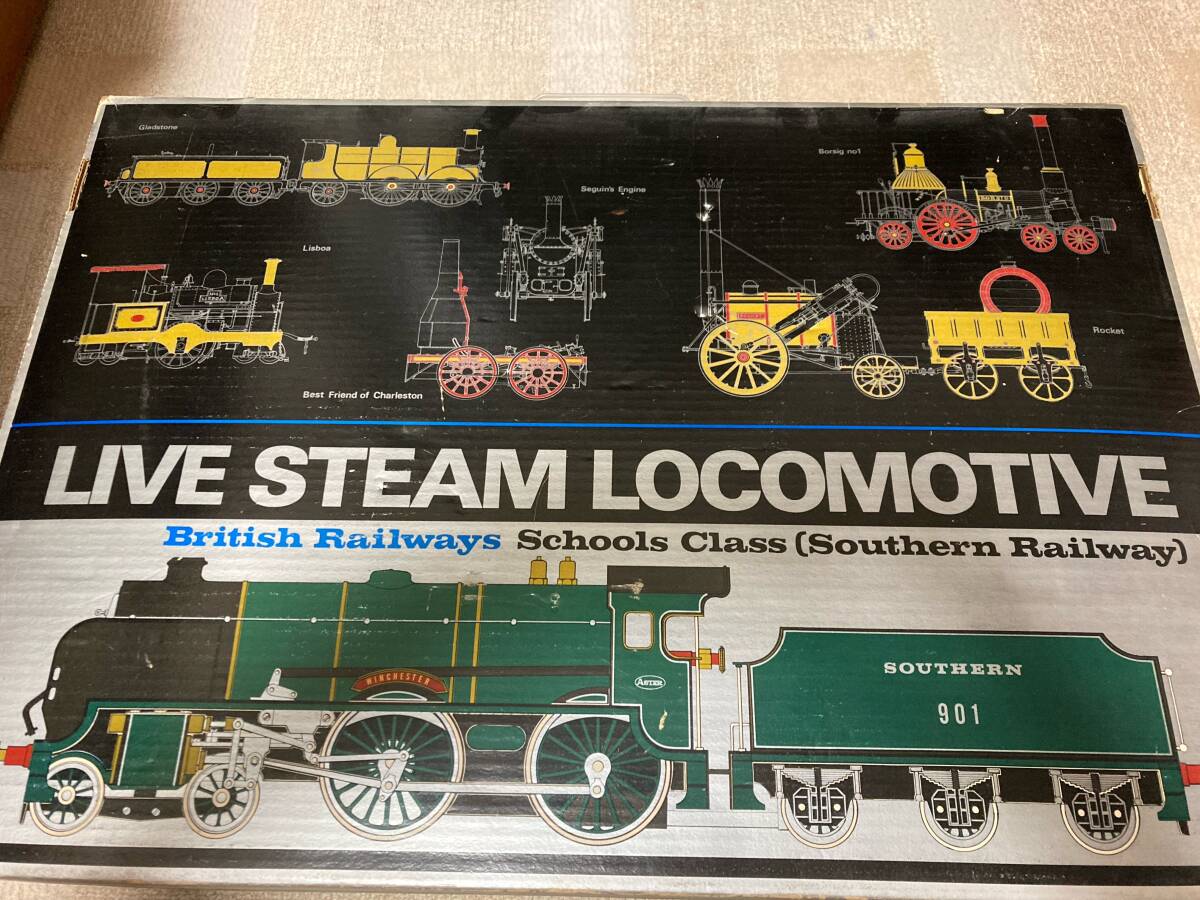 Gladstone
Borsig no1
Seguin's Engine
Lisboa
Rocket
Best Friend of Charleston
LIVE STEAM LOCOMOTIVE
British Railways Schools Class (Southern Railway)
WINCHESTER
ASTER
SOUTHERN
901